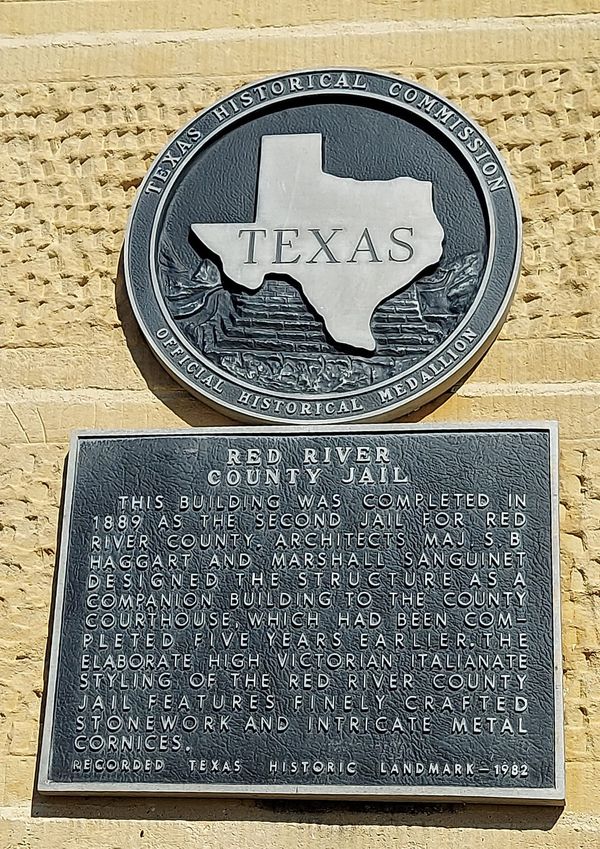 TEXAS HISTORICAL COMMISSION
TEXAS
OFFICIAL HISTORICAL MEDALLION
RED RIVER
COUNTY JAIL
THIS BUILDING WAS COMPLETED IN
1889 AS THE SECOND JAIL FOR RED
RIVER COUNTY. ARCHITECTS MAJ. S. B.
HAGGART AND MARSHALL SANGUINET
DESIGNED THE STRUCTURE AS A
COMPANION BUILDING TO THE COUNTY
COURTHOUSE, WHICH HAD BEEN COM-
PLETED FIVE YEARS EARLIER. THE
ELABORATE HIGH VICTORIAN ITALIANATE
STYLING OF THE RED RIVER COUNTY
JAIL FEATURES FINELY CRAFTED
STONEWORK AND INTRICATE METAL
CORNICES.
RECORDED TEXAS HISTORIC LANDMARK—1982